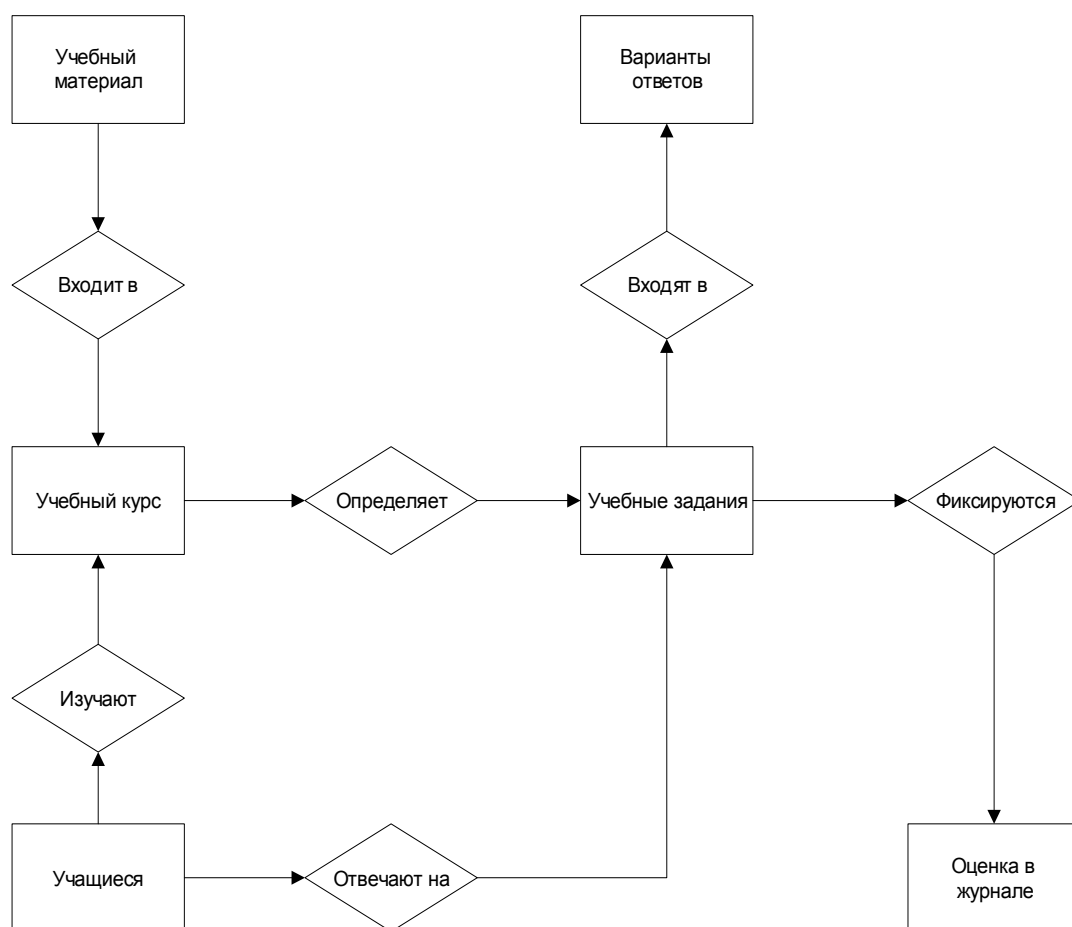 Учебный
материал
Варианты
ответов
Входит в
Входят в
Учебный курс
Определяет
Учебные задания
Фиксируются
Изучают
Учащиеся
Отвечают на
Оценка в
журнале